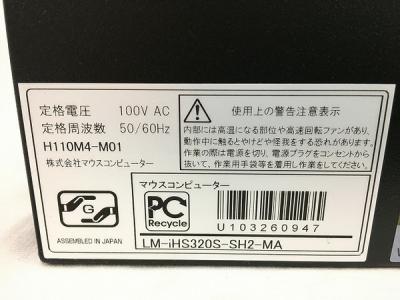 定格電圧 100V AC
定格周波数 50/60Hz
H110M4-M01
株式会社マウスコンピューター
使用上の警告注意表示
内部には高温になる部位や高速回転ファンがあり、
動作中に触るとやけどや怪我をする恐れがあります。
作業の際は電源を切り、電源プラグをコンセントから
抜いて、作業用手袋等を着用し作業をしてください。
G
ASSEMBLED IN JAPAN
マウスコンピューター
PC
Recycle
U103260947
LM-iHS320S-SH2-MA